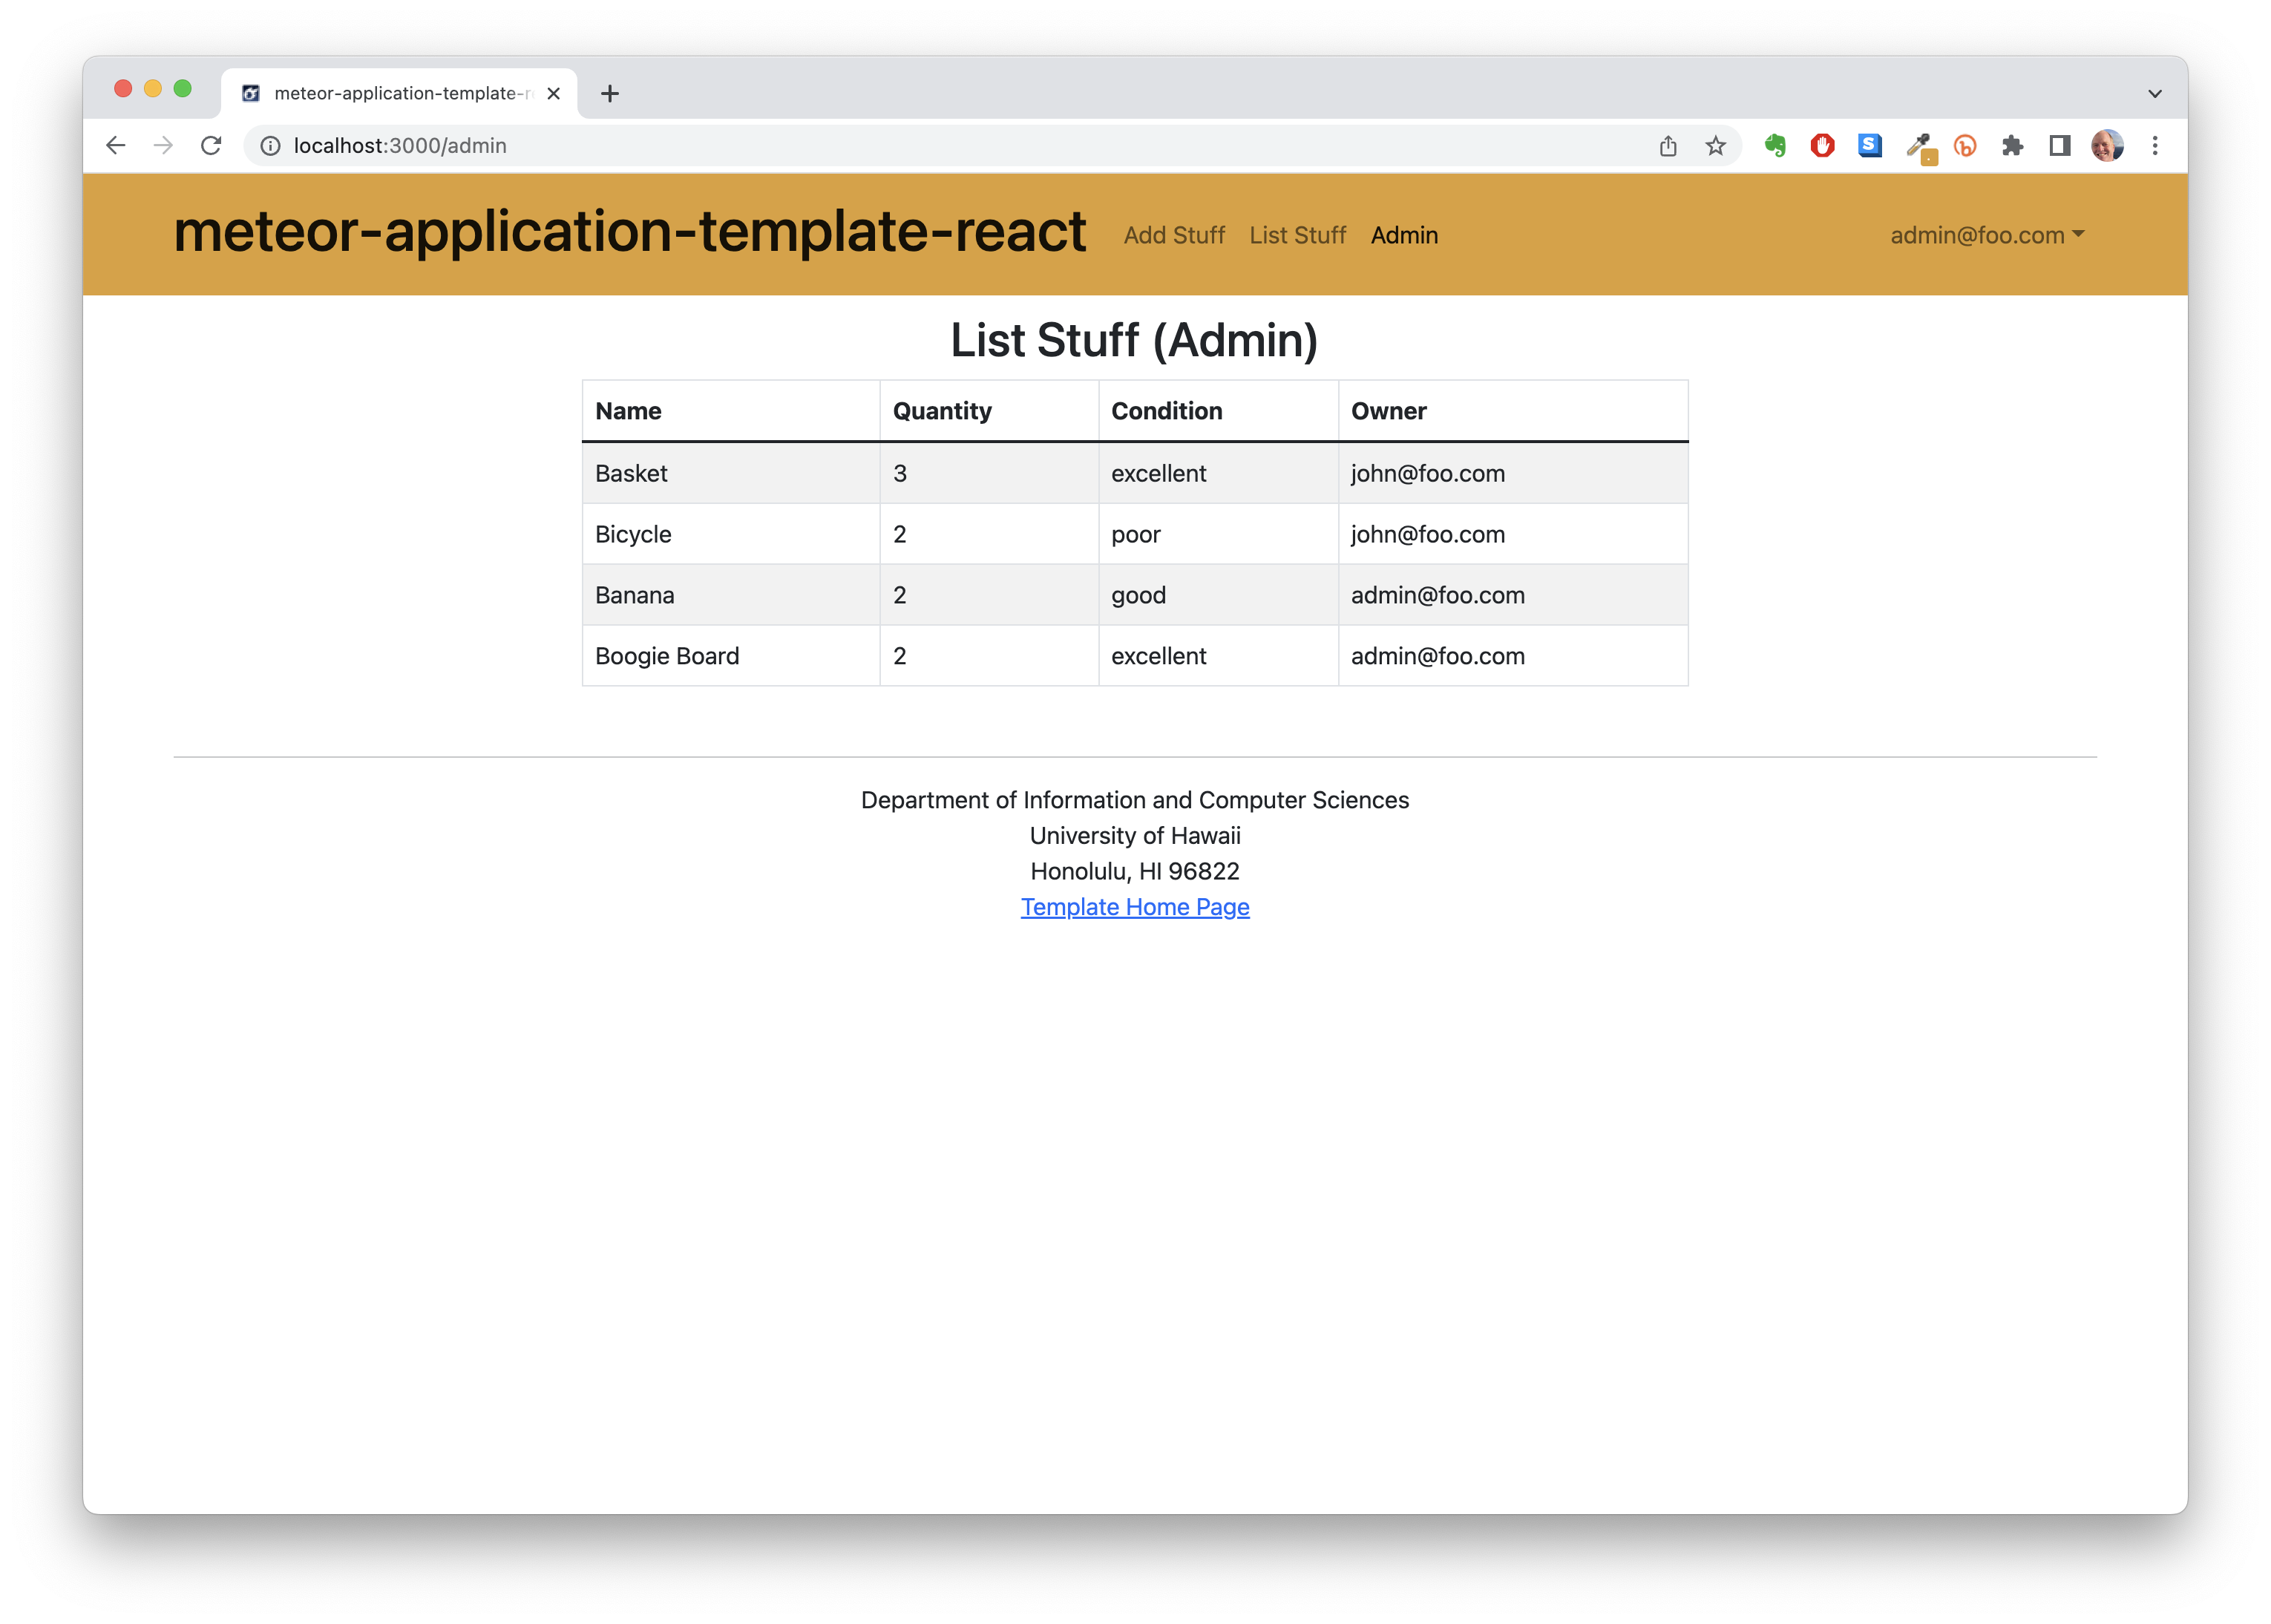 meteor-application-template-r
localhost:3000/admin
meteor-application-template-react Add Stuff List Stuff Admin admin@foo.com
List Stuff (Admin)
Name Quantity Condition Owner
Basket 3 excellent john@foo.com
Bicycle 2 poor john@foo.com
Banana 2 good admin@foo.com
Boogie Board 2 excellent admin@foo.com
Department of Information and Computer Sciences
University of Hawaii
Honolulu, HI 96822
Template Home Page